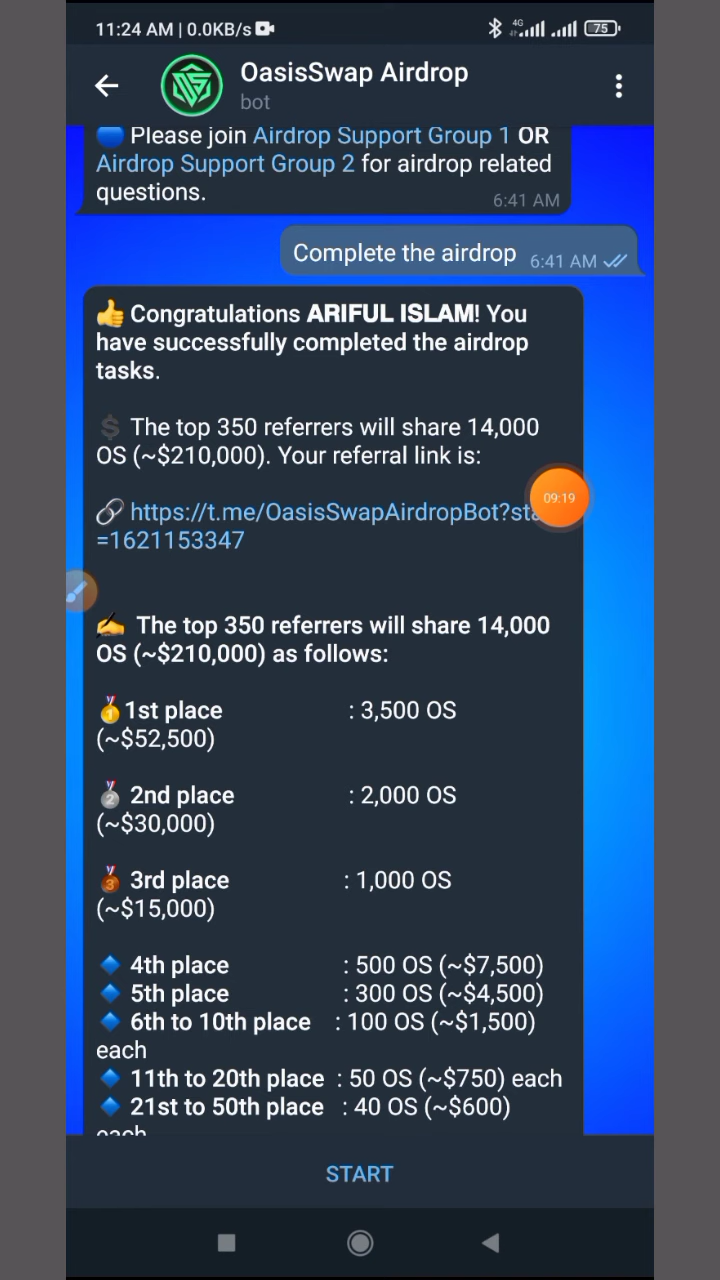 11:24 AM | 0.0KB/s
4G
75
OasisSwap Airdrop
bot
Please join Airdrop Support Group 1 OR
Airdrop Support Group 2 for airdrop related
questions.
6:41 AM
Complete the airdrop 6:41 AM
👍 Congratulations ARIFUL ISLAM! You
have successfully completed the airdrop
tasks.
💲 The top 350 referrers will share 14,000
OS (~$210,000). Your referral link is:
🔗 https://t.me/OasisSwapAirdropBot?sta
=1621153347
09:19
✍ The top 350 referrers will share 14,000
OS (~$210,000) as follows:
🥇1st place : 3,500 OS
(~$52,500)
🥈 2nd place : 2,000 OS
(~$30,000)
🥉 3rd place : 1,000 OS
(~$15,000)
🔹 4th place : 500 OS (~$7,500)
🔹 5th place : 300 OS (~$4,500)
🔹 6th to 10th place : 100 OS (~$1,500)
each
🔹 11th to 20th place : 50 OS (~$750) each
🔹 21st to 50th place : 40 OS (~$600)
each
START